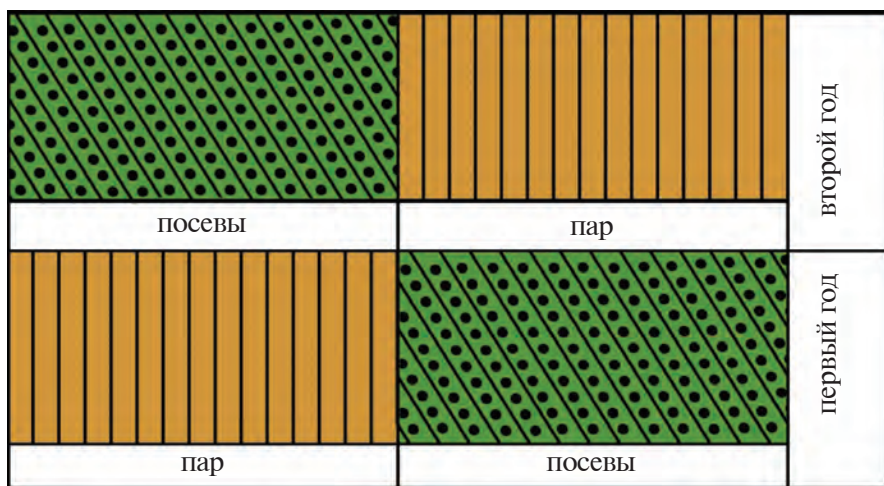 посевы
пар
второй год
пар
посевы
первый год